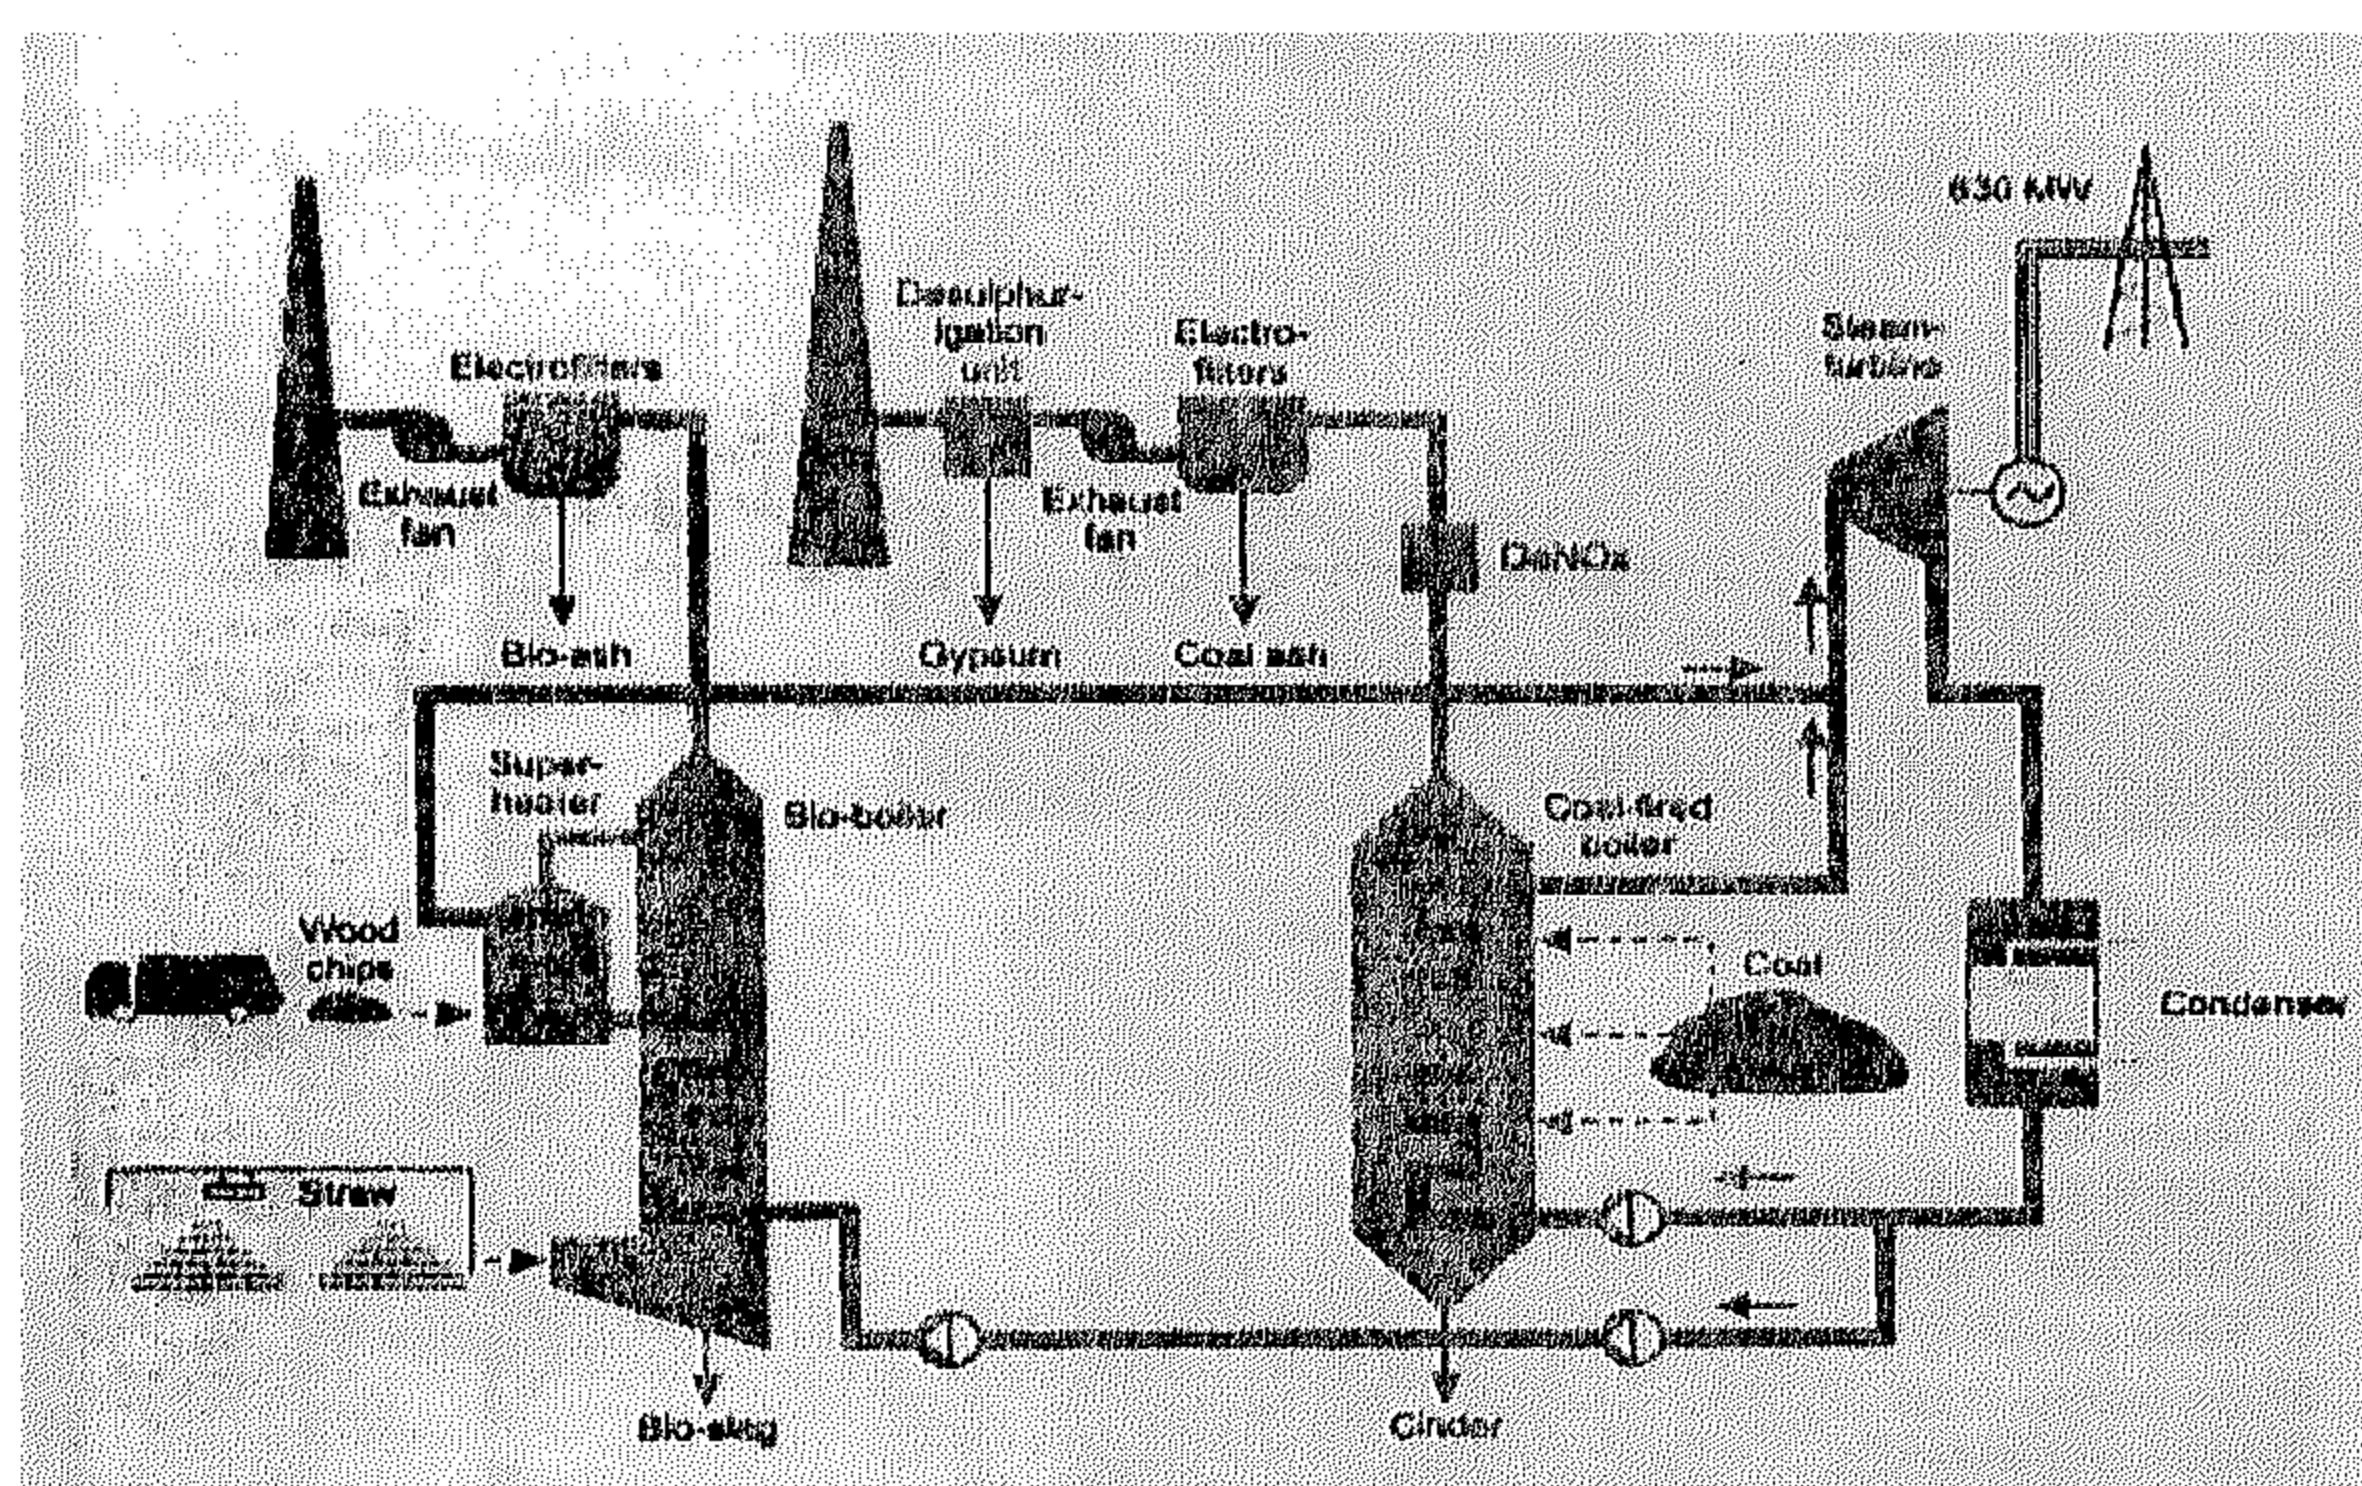 630 MW
Desulphur-
igation
unit
Electro-
filters
Steam-
turbine
Electrofilters
Exhaust
fan
Exhaust
fan
DeNOx
Bio-ash
Gypsum
Coal ash
Super-
heater
Bio-boiler
Coal-fired
boiler
Wood
chips
Coal
Condenser
Straw
Bio-slag
Cinder